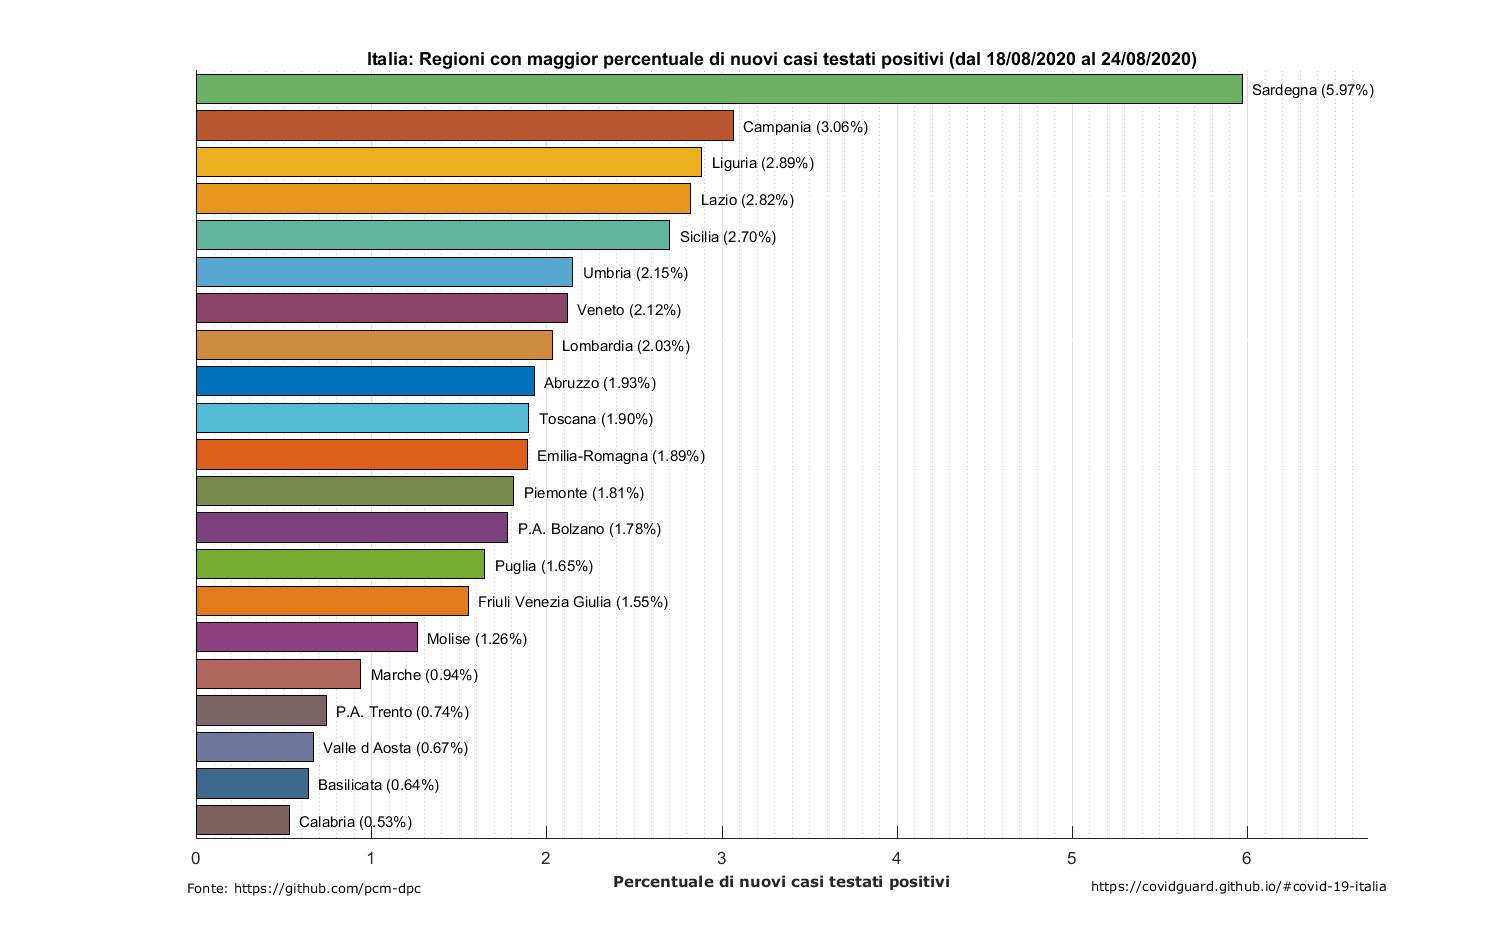 Italia: Regioni con maggior percentuale di nuovi casi testati positivi (dal 18/08/2020 al 24/08/2020)
Sardegna (5.97%)
Campania (3.06%)
Liguria (2.89%)
Lazio (2.82%)
Sicilia (2.70%)
Umbria (2.15%)
Veneto (2.12%)
Lombardia (2.03%)
Abruzzo (1.93%)
Toscana (1.90%)
Emilia-Romagna (1.89%)
Piemonte (1.81%)
P.A. Bolzano (1.78%)
Puglia (1.65%)
Friuli Venezia Giulia (1.55%)
Molise (1.26%)
Marche (0.94%)
P.A. Trento (0.74%)
Valle d Aosta (0.67%)
Basilicata (0.64%)
Calabria (0.53%)
0 1 2 3 4 5 6
Percentuale di nuovi casi testati positivi
Fonte: https://github.com/pcm-dpc
https://covidguard.github.io/#covid-19-italia